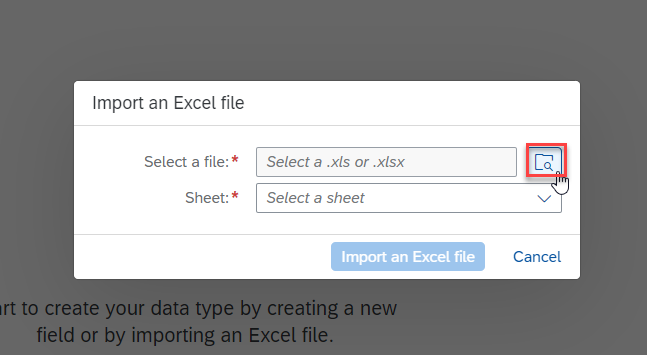 Import an Excel file
Select a file:* Select a .xls or .xlsx
Sheet:* Select a sheet
Import an Excel file Cancel
to create your data type by creating a new
field or by importing an Excel file.